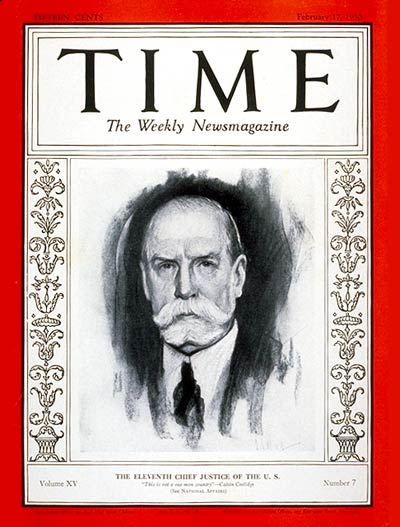 FIFTEEN CENTS
February 17, 1930
TIME
The Weekly Newsmagazine
THE ELEVENTH CHIEF JUSTICE OF THE U. S.
Volume XV
"This is not a one-man country"—Calvin Coolidge
Number 7
(See NATIONAL AFFAIRS)